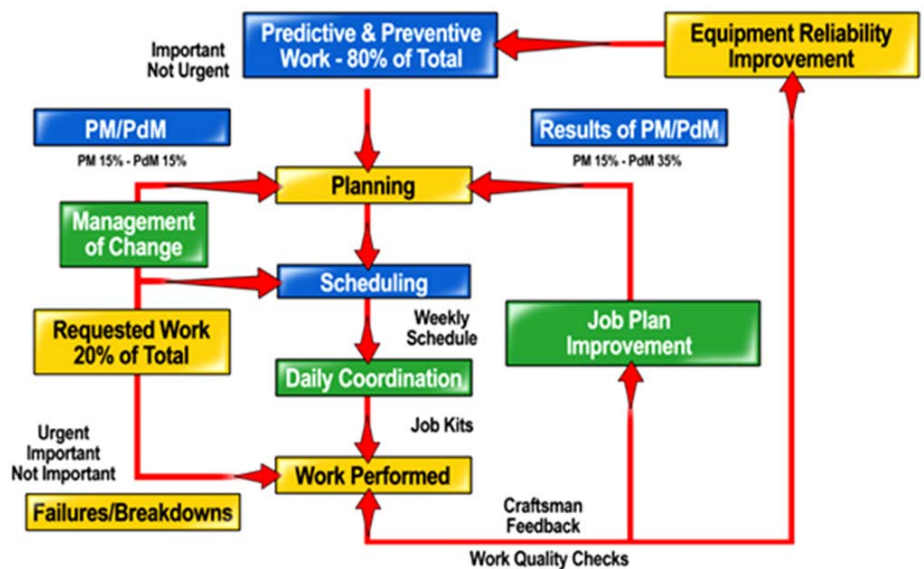 Important
Not Urgent
Predictive & Preventive
Work - 80% of Total
Equipment Reliability
Improvement
PM/PdM
PM 15% - PdM 15%
Results of PM/PdM
PM 15% - PdM 35%
Planning
Management
of Change
Scheduling
Requested Work
20% of Total
Weekly
Schedule
Job Plan
Improvement
Daily Coordination
Job Kits
Urgent
Important
Not Important
Work Performed
Failures/Breakdowns
Craftsman
Feedback
Work Quality Checks